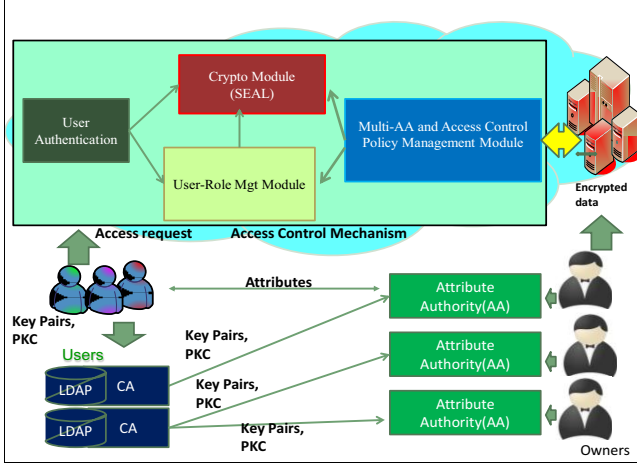 Crypto Module
(SEAL)
User
Authentication
Multi-AA and Access Control
Policy Management Module
User-Role Mgt Module
Encrypted
data
Access request
Access Control Mechanism
Attributes
Attribute
Authority(AA)
Key Pairs,
PKC
Key Pairs,
PKC
Users
Attribute
Authority(AA)
LDAP
CA
Key Pairs,
PKC
Attribute
Authority(AA)
LDAP
CA
Key Pairs,
PKC
Owners